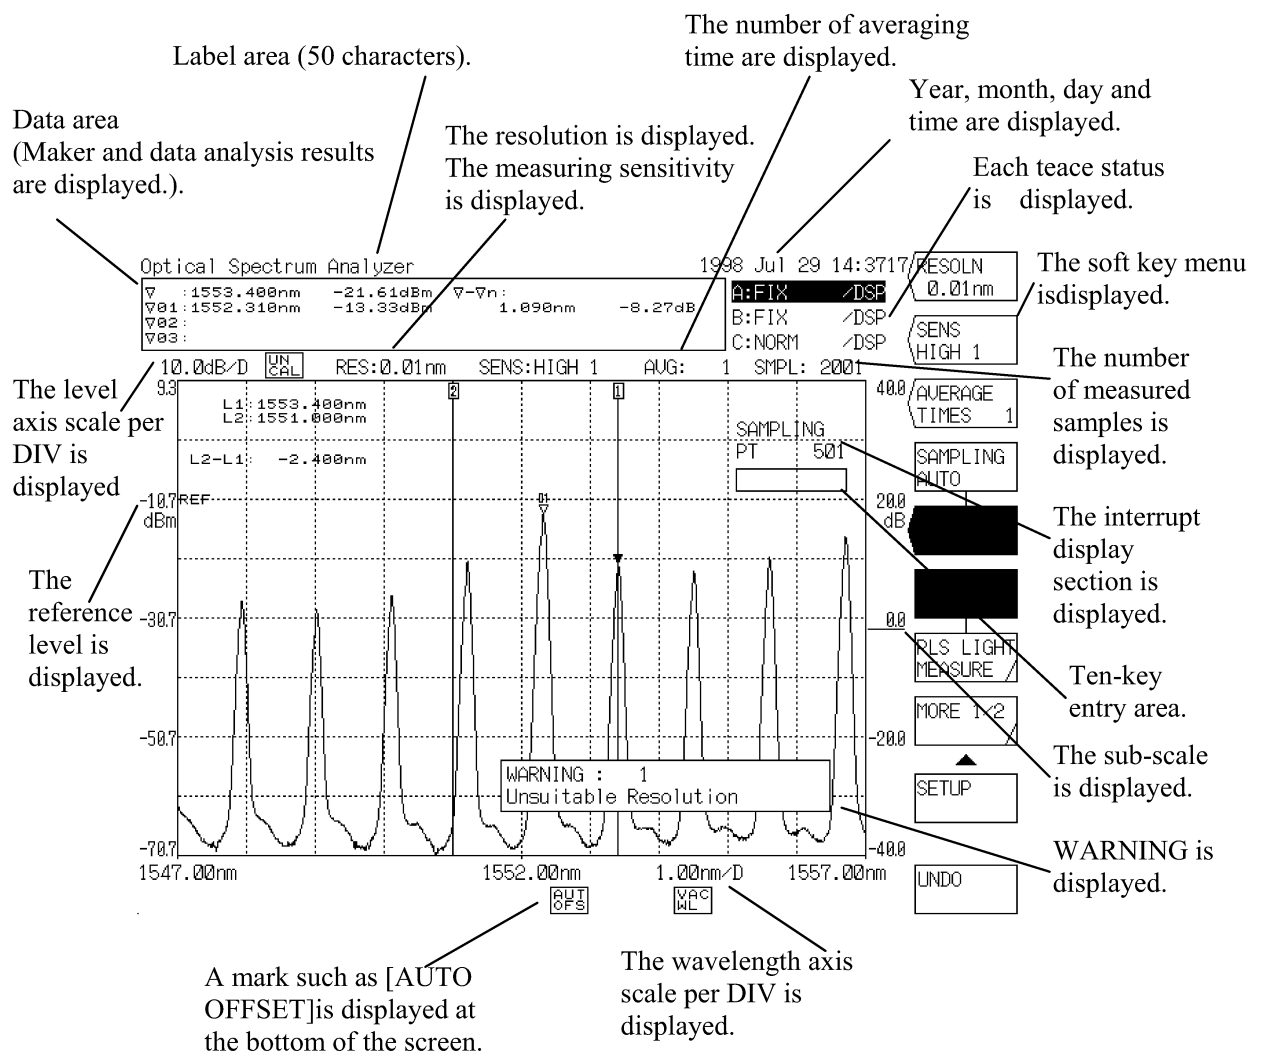 The number of averaging
time are displayed.
Label area (50 characters).
Year, month, day and
time are displayed.
Data area
(Maker and data analysis results
are displayed.).
The resolution is displayed.
The measuring sensitivity
is displayed.
Each teace status
is displayed.
Optical Spectrum Analyzer
1998 Jul 29 14:3717
▽ :1553.400nm -21.61dBm ▽-▽n:
▽01:1552.310nm -13.33dBm 1.090nm -8.27dB
▽02:
▽03:
A:FIX /DSP
B:FIX /DSP
C:NORM /DSP
RESOLN
0.01nm
The soft key menu
isdisplayed.
SENS
HIGH 1
10.0dB/D UN CAL RES:0.01nm SENS:HIGH 1 AVG: 1 SMPL: 2001
The number
of measured
samples is
displayed.
The level
axis scale per
DIV is
displayed
9.3
2
1
40.0
AVERAGE
TIMES 1
L1:1553.400nm
L2:1551.000nm
L2-L1: -2.400nm
SAMPLING
PT 501
SAMPLING
AUTO
-10.7 REF
dBm
01
20.0
dB
The interrupt
display
section is
displayed.
The
reference
level is
displayed.
-30.7
0.0
PLS LIGHT
MEASURE
Ten-key
entry area.
MORE 1/2
-50.7
-20.0
WARNING : 1
Unsuitable Resolution
The sub-scale
is displayed.
SETUP
-70.7
-40.0
WARNING is
displayed.
1547.00nm 1552.00nm 1.00nm/D 1557.00nm
UNDO
AUT
OFS
VAC
WL
A mark such as [AUTO
OFFSET]is displayed at
the bottom of the screen.
The wavelength axis
scale per DIV is
displayed.